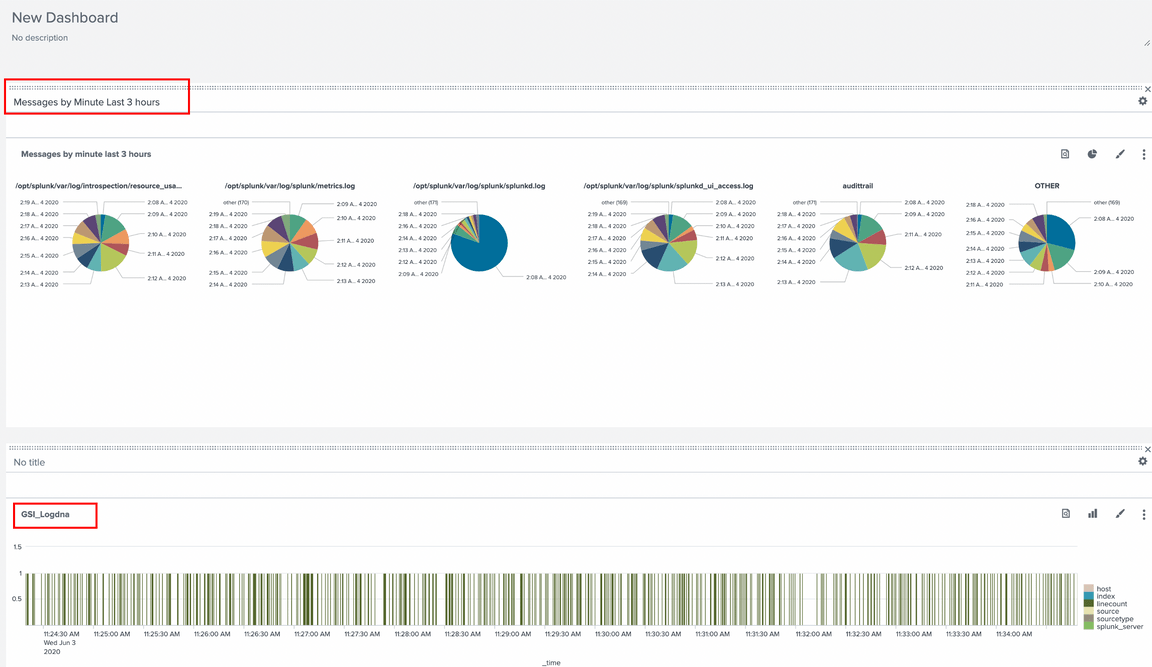 New Dashboard
No description
Messages by Minute Last 3 hours
Messages by minute last 3 hours
/opt/splunk/var/log/introspection/resource_usa...
2:19 A... 4 2020
2:18 A... 4 2020
2:17 A... 4 2020
2:16 A... 4 2020
2:15 A... 4 2020
2:14 A... 4 2020
2:13 A... 4 2020
2:08 A... 4 2020
2:09 A... 4 2020
2:10 A... 4 2020
2:11 A... 4 2020
2:12 A... 4 2020
/opt/splunk/var/log/splunk/metrics.log
other (170)
2:19 A... 4 2020
2:18 A... 4 2020
2:17 A... 4 2020
2:16 A... 4 2020
2:15 A... 4 2020
2:14 A... 4 2020
2:09 A... 4 2020
2:10 A... 4 2020
2:11 A... 4 2020
2:12 A... 4 2020
2:13 A... 4 2020
/opt/splunk/var/log/splunk/splunkd.log
other (171)
2:18 A... 4 2020
2:16 A... 4 2020
2:14 A... 4 2020
2:13 A... 4 2020
2:12 A... 4 2020
2:09 A... 4 2020
2:08 A... 4 2020
/opt/splunk/var/log/splunk/splunkd_ui_access.log
other (169)
2:19 A... 4 2020
2:18 A... 4 2020
2:17 A... 4 2020
2:16 A... 4 2020
2:15 A... 4 2020
2:14 A... 4 2020
2:08 A... 4 2020
2:09 A... 4 2020
2:10 A... 4 2020
2:11 A... 4 2020
2:12 A... 4 2020
2:13 A... 4 2020
audittrail
other (171)
2:18 A... 4 2020
2:17 A... 4 2020
2:16 A... 4 2020
2:15 A... 4 2020
2:14 A... 4 2020
2:13 A... 4 2020
2:08 A... 4 2020
2:09 A... 4 2020
2:11 A... 4 2020
2:12 A... 4 2020
OTHER
2:18 A... 4 2020
2:16 A... 4 2020
2:15 A... 4 2020
2:14 A... 4 2020
2:13 A... 4 2020
2:12 A... 4 2020
2:11 A... 4 2020
other (169)
2:08 A... 4 2020
2:09 A... 4 2020
2:10 A... 4 2020
No title
GSI_Logdna
1.5
1
0.5
11:24:30 AM
Wed Jun 3
2020
11:25:00 AM
11:25:30 AM
11:26:00 AM
11:26:30 AM
11:27:00 AM
11:27:30 AM
11:28:00 AM
11:28:30 AM
11:29:00 AM
11:29:30 AM
11:30:00 AM
11:30:30 AM
11:31:00 AM
11:31:30 AM
11:32:00 AM
11:32:30 AM
11:33:00 AM
11:33:30 AM
11:34:00 AM
_time
host
index
linecount
source
sourcetype
splunk_server